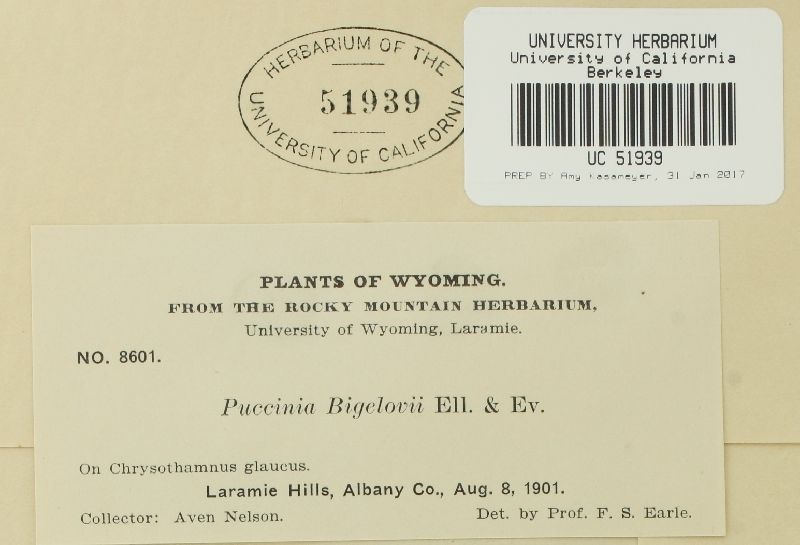 HERBARIUM OF THE
51939
UNIVERSITY OF CALIFORNIA
UNIVERSITY HERBARIUM
University of California
Berkeley
UC 51939
PREP BY Amy Kasameyer, 31 Jan 2017
PLANTS OF WYOMING.
FROM THE ROCKY MOUNTAIN HERBARIUM,
University of Wyoming, Laramie.
NO. 8601.
Puccinia Bigelovii Ell. & Ev.
On Chrysothamnus glaucus.
Laramie Hills, Albany Co., Aug. 8, 1901.
Collector: Aven Nelson. Det. by Prof. F. S. Earle.